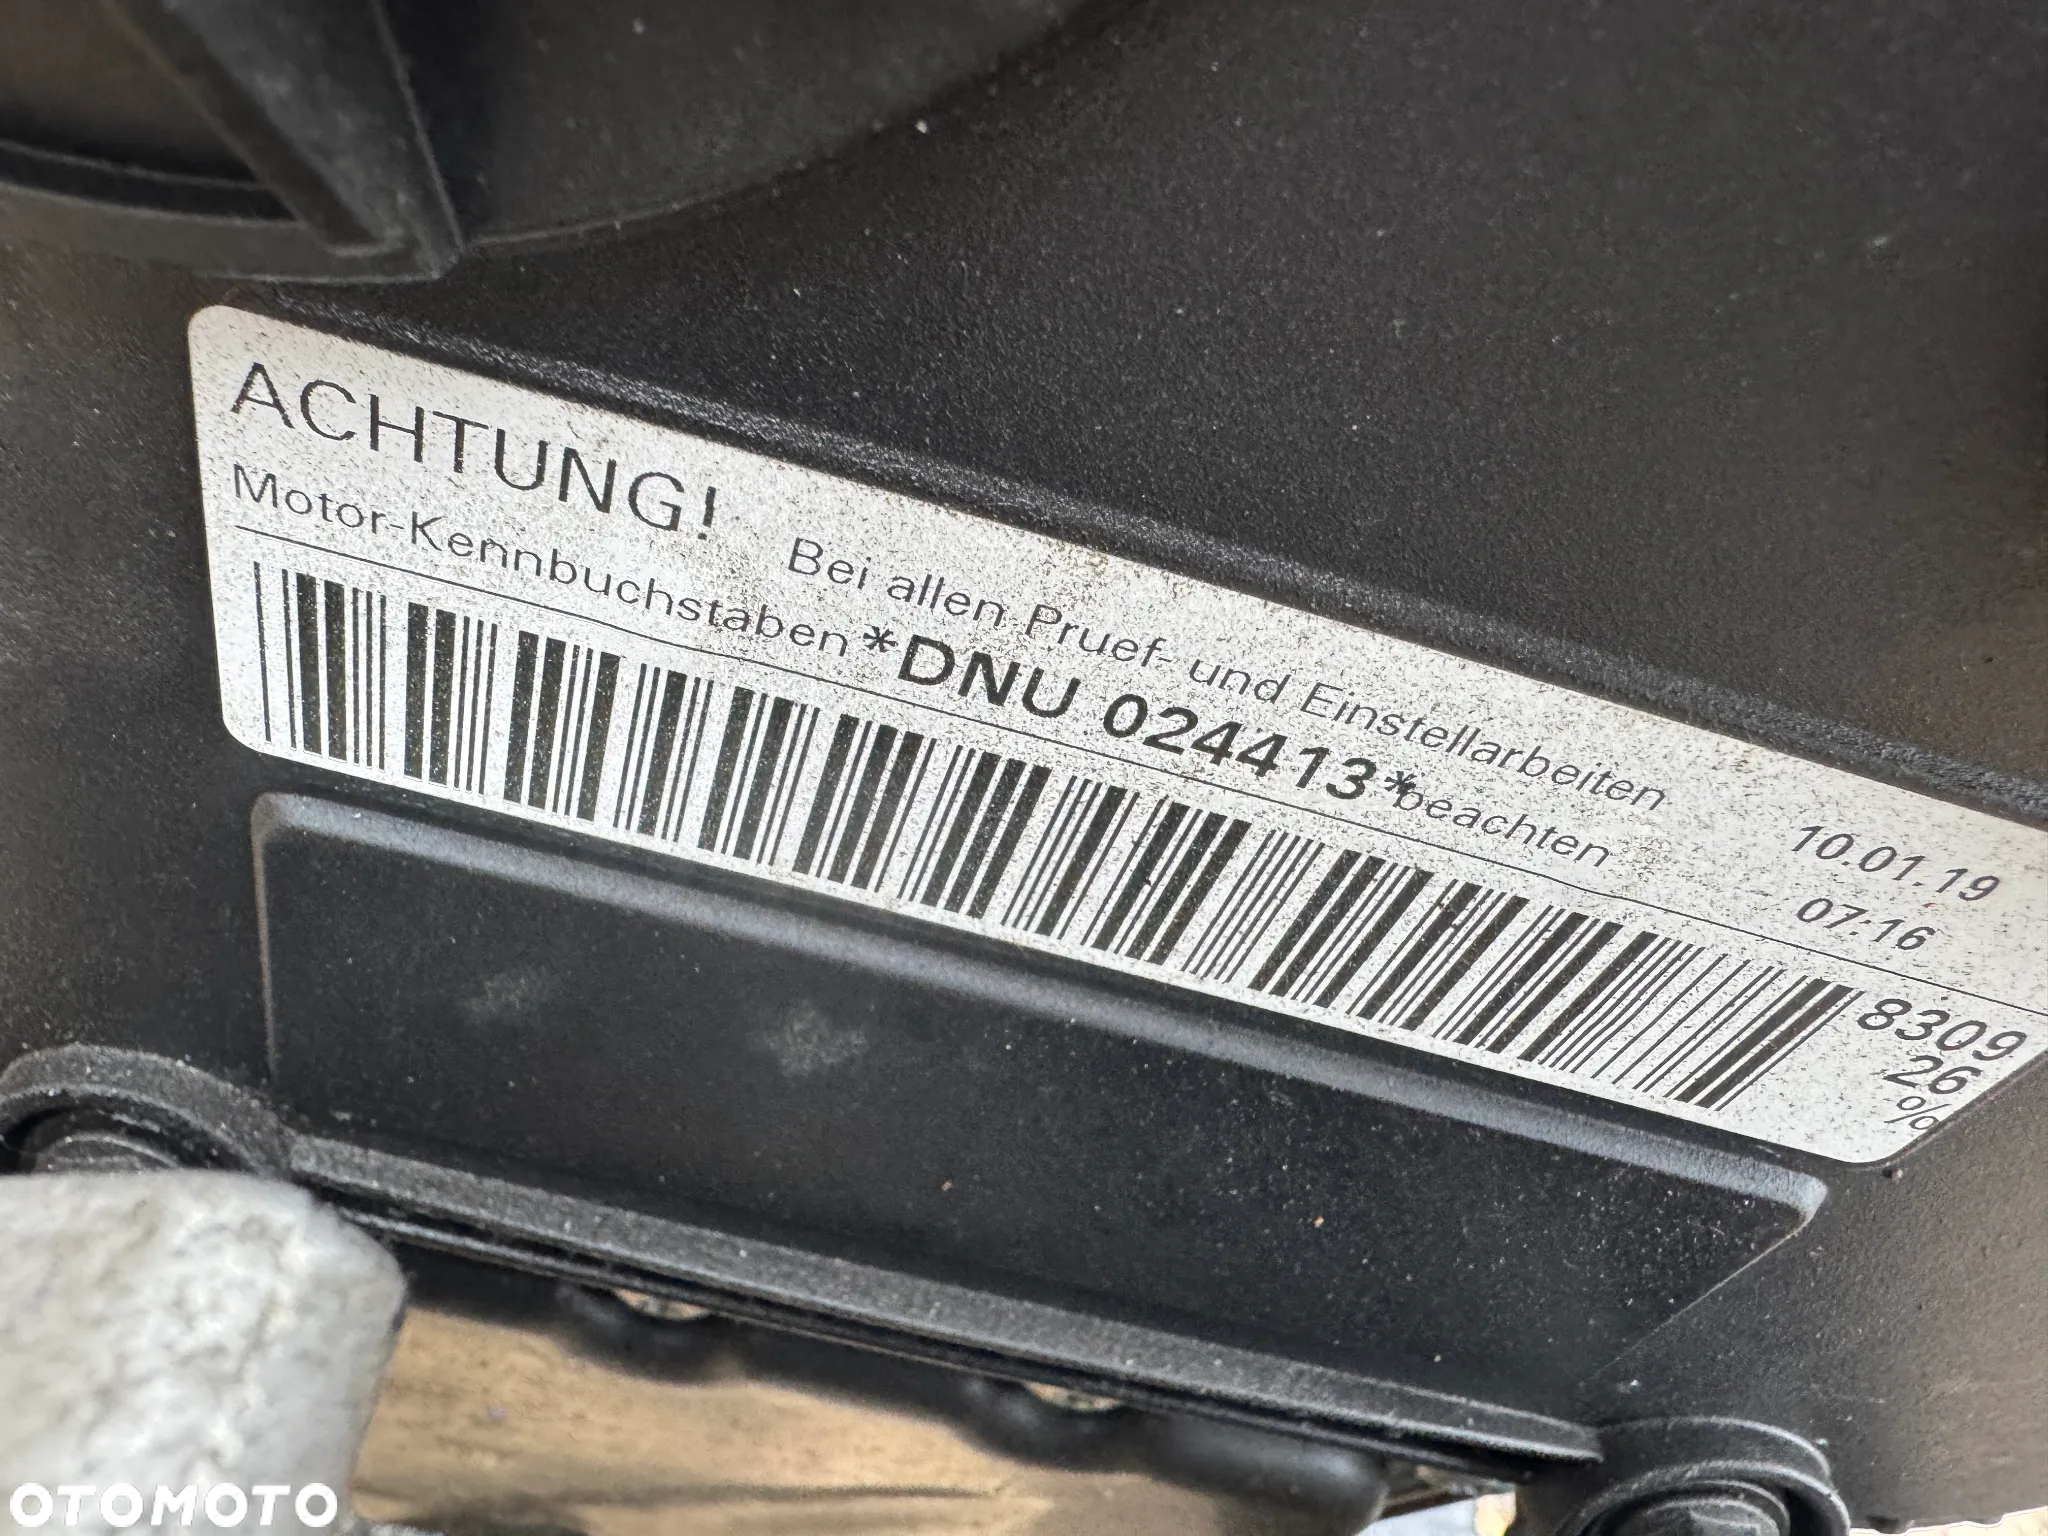 ACHTUNG! Bei allen Pruef- und Einstellarbeiten 10.01.19
Motor-Kennbuchstaben *DNU 024413* beachten 07:16
8309
26
%
OTOMOTO